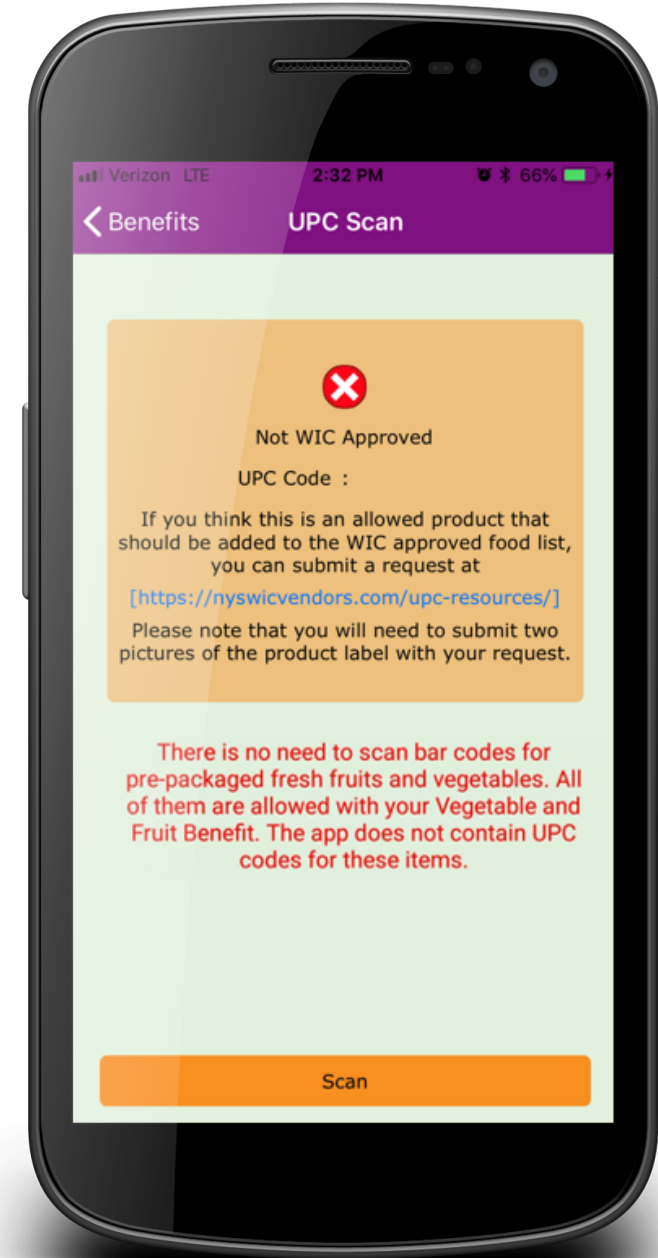 Verizon LTE 2:32 PM 66%
Benefits UPC Scan
Not WIC Approved
UPC Code :
If you think this is an allowed product that
should be added to the WIC approved food list,
you can submit a request at
[https://nyswicvendors.com/upc-resources/]
Please note that you will need to submit two
pictures of the product label with your request.
There is no need to scan bar codes for
pre-packaged fresh fruits and vegetables. All
of them are allowed with your Vegetable and
Fruit Benefit. The app does not contain UPC
codes for these items.
Scan